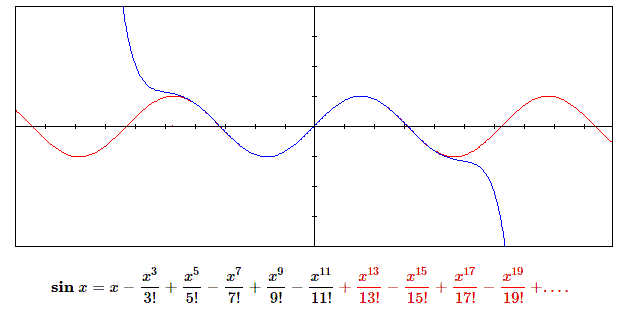 sin x = x − x³/3! + x⁵/5! − x⁷/7! + x⁹/9! − x¹¹/11! + x¹³/13! − x¹⁵/15! + x¹⁷/17! − x¹⁹/19! +....